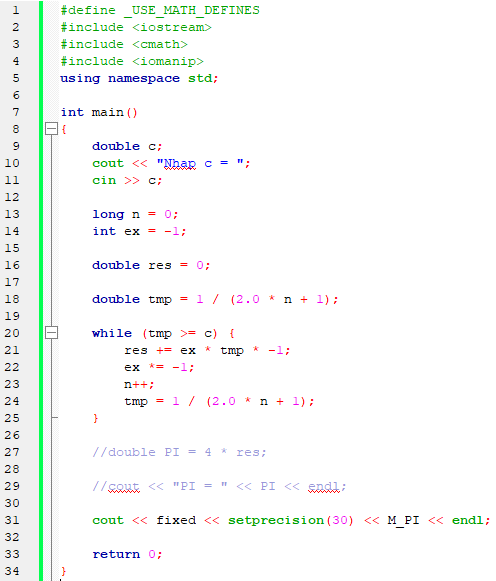 1 #define _USE_MATH_DEFINES
2 #include <iostream>
3 #include <cmath>
4 #include <iomanip>
5 using namespace std;
6
7 int main()
8 {
9 double c;
10 cout << "Nhap c = ";
11 cin >> c;
12
13 long n = 0;
14 int ex = -1;
15
16 double res = 0;
17
18 double tmp = 1 / (2.0 * n + 1);
19
20 while (tmp >= c) {
21 res += ex * tmp * -1;
22 ex *= -1;
23 n++;
24 tmp = 1 / (2.0 * n + 1);
25 }
26
27 //double PI = 4 * res;
28
29 //cout << "PI = " << PI << endl;
30
31 cout << fixed << setprecision(30) << M_PI << endl;
32
33 return 0;
34 }